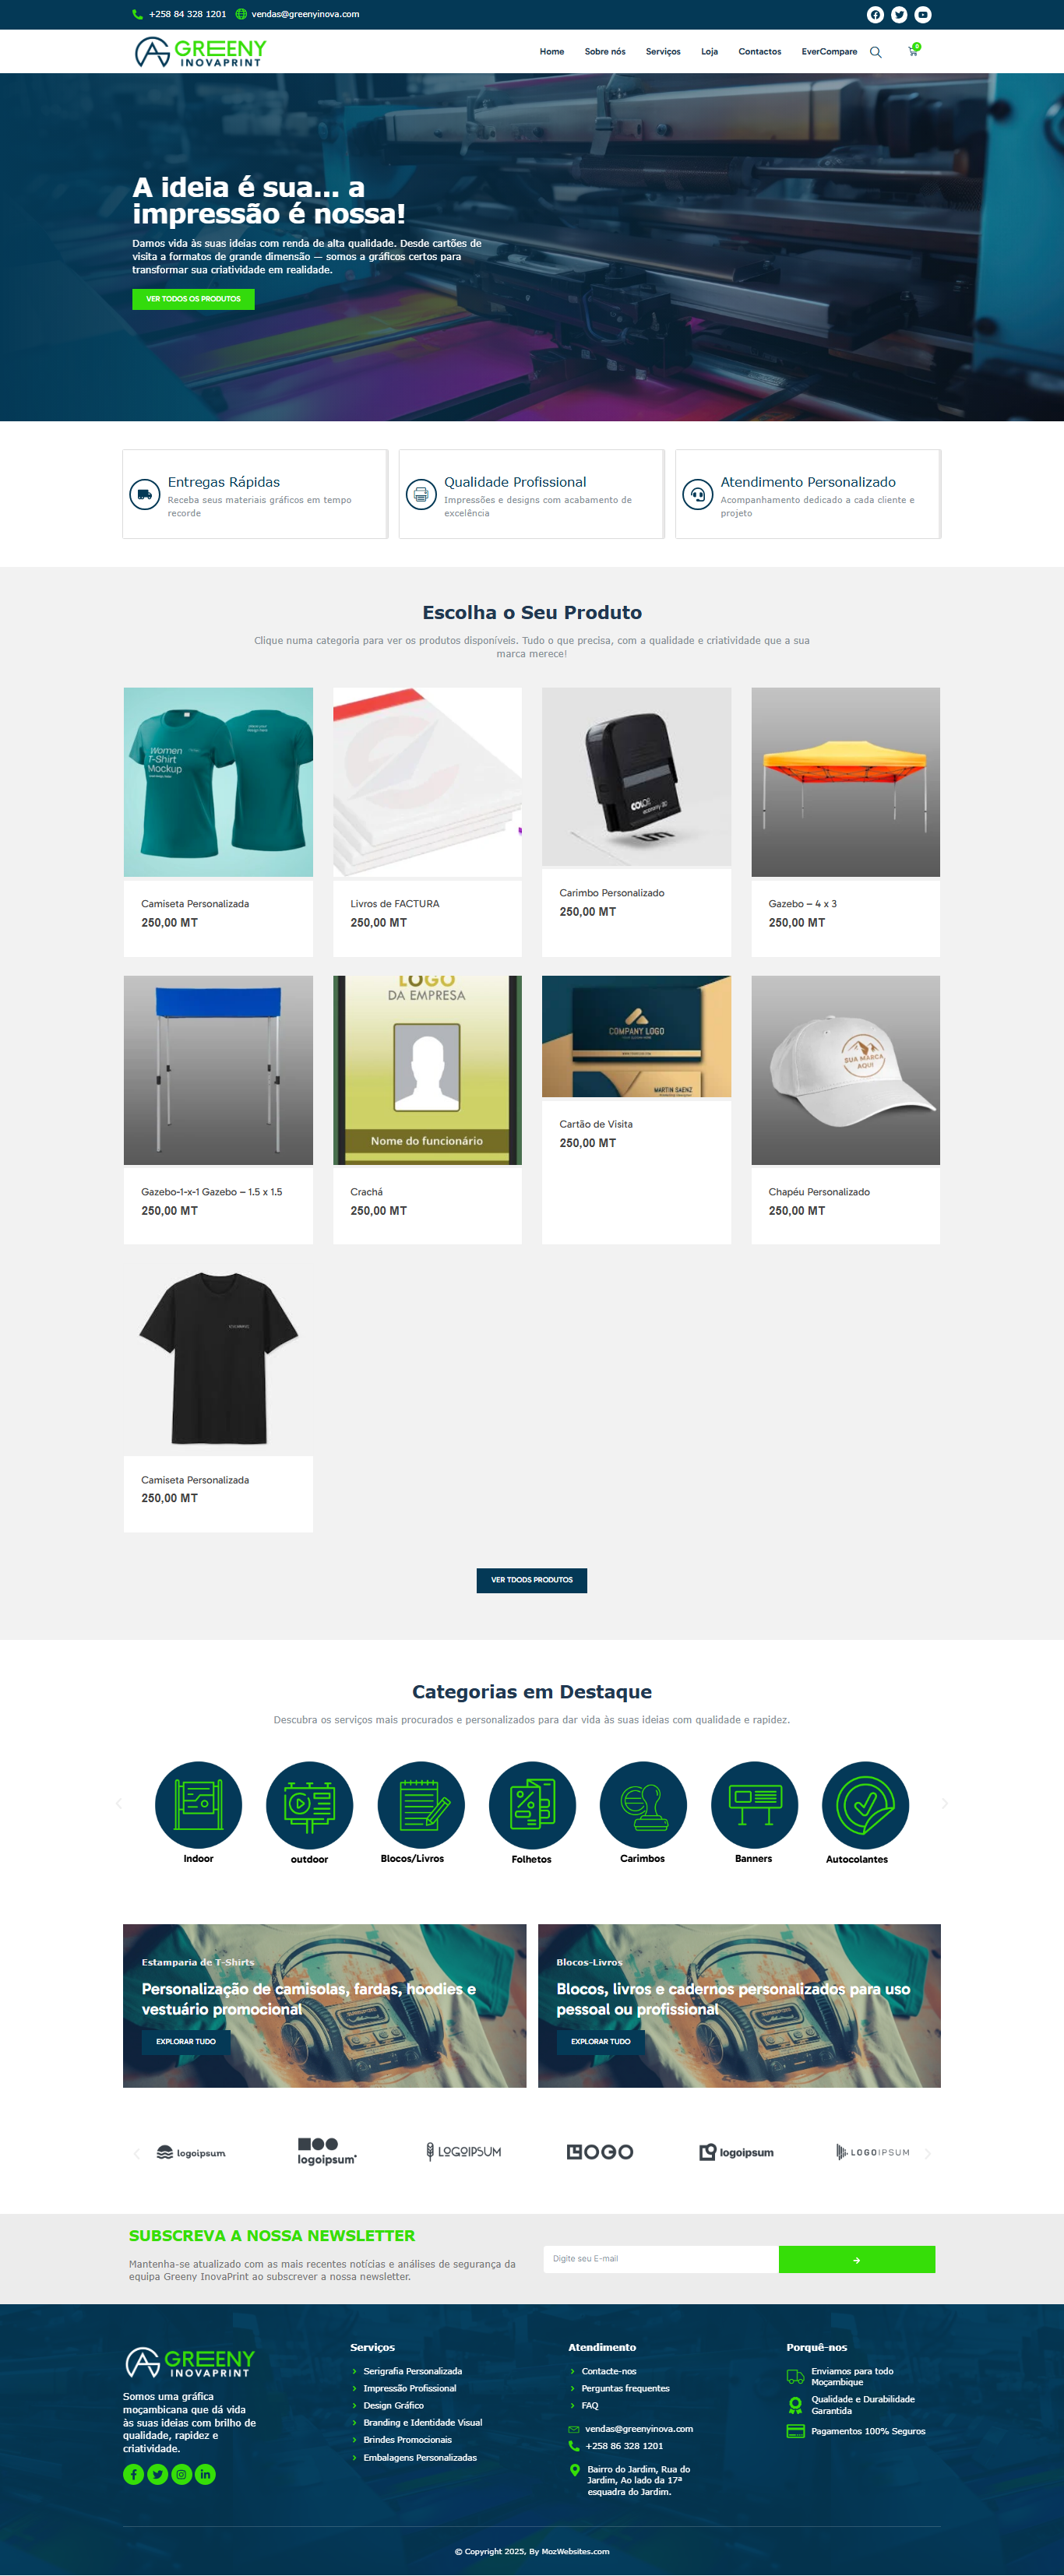 +258 84 328 1201 vendas@greenyinova.com
GREENY
INOVAPRINT
Home Sobre nós Serviços Loja Contactos EverCompare
0
A ideia é sua... a
impressão é nossa!
Damos vida às suas ideias com renda de alta qualidade. Desde cartões de
visita a formatos de grande dimensão — somos a gráficos certos para
transformar sua criatividade em realidade.
VER TODOS OS PRODUTOS
Entregas Rápidas
Receba seus materiais gráficos em tempo
recorde
Qualidade Profissional
Impressões e designs com acabamento de
excelência
Atendimento Personalizado
Acompanhamento dedicado a cada cliente e
projeto
Escolha o Seu Produto
Clique numa categoria para ver os produtos disponíveis. Tudo o que precisa, com a qualidade e criatividade que a sua
marca merece!
Women
T-Shirt
Mockup
COLOP
economy 20
Camiseta Personalizada
250,00 MT
Livros de FACTURA
250,00 MT
Carimbo Personalizado
250,00 MT
Gazebo – 4 x 3
250,00 MT
LOGO
DA EMPRESA
Nome do funcionário
COMPANY LOGO
MARTIN SAENZ
SUA MARCA
AQUI
Gazebo-1-x-1 Gazebo – 1.5 x 1.5
250,00 MT
Crachá
250,00 MT
Cartão de Visita
250,00 MT
Chapéu Personalizado
250,00 MT
Camiseta Personalizada
250,00 MT
VER TDODS PRODUTOS
Categorias em Destaque
Descubra os serviços mais procurados e personalizados para dar vida às suas ideias com qualidade e rapidez.
Indoor
outdoor
Blocos/Livros
Folhetos
Carimbos
Banners
Autocolantes
Estamparia de T-Shirts
Personalização de camisolas, fardas, hoodies e
vestuário promocional
EXPLORAR TUDO
Blocos-Livros
Blocos, livros e cadernos personalizados para uso
pessoal ou profissional
EXPLORAR TUDO
logoipsum
logoipsum
LOGOIPSUM
LOGO
logoipsum
LOGOIPSUM
SUBSCREVA A NOSSA NEWSLETTER
Mantenha-se atualizado com as mais recentes notícias e análises de segurança da
equipa Greeny InovaPrint ao subscrever a nossa newsletter.
Digite seu E-mail
GREENY
INOVAPRINT
Somos uma gráfica
moçambicana que dá vida
às suas ideias com brilho de
qualidade, rapidez e
criatividade.
Serviços
Serigrafia Personalizada
Impressão Profissional
Design Gráfico
Branding e Identidade Visual
Brindes Promocionais
Embalagens Personalizadas
Atendimento
Contacte-nos
Perguntas frequentes
FAQ
vendas@greenyinova.com
+258 86 328 1201
Bairro do Jardim, Rua do
Jardim, Ao lado da 17ª
esquadra do Jardim.
Porquê-nos
Enviamos para todo
Moçambique
Qualidade e Durabilidade
Garantida
Pagamentos 100% Seguros
© Copyright 2025, By MozWebsites.com